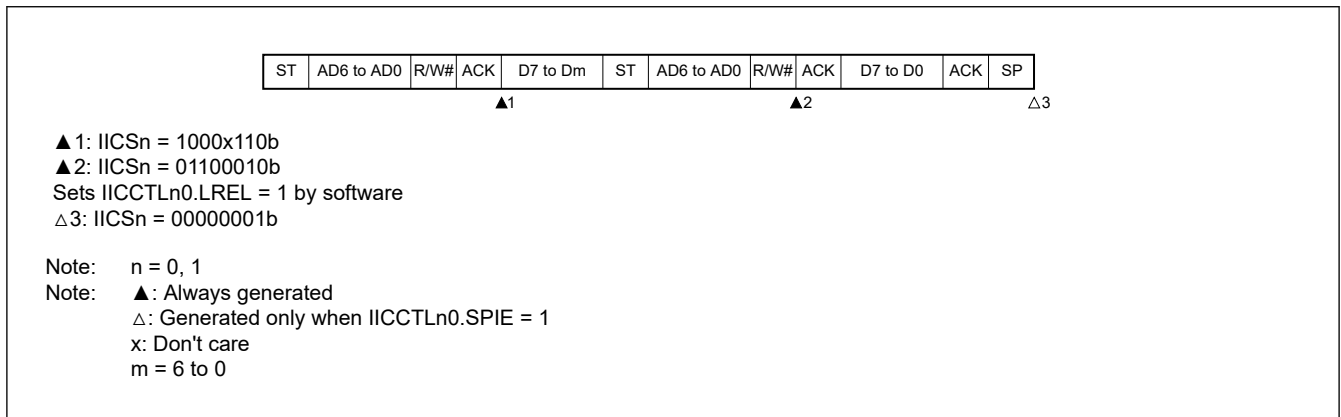 ST AD6 to AD0 R/W# ACK D7 to Dm ST AD6 to AD0 R/W# ACK D7 to D0 ACK SP
▲1 ▲2 △3
▲1: IICSn = 1000x110b
▲2: IICSn = 01100010b
Sets IICCTLn0.LREL = 1 by software
△3: IICSn = 00000001b
Note: n = 0, 1
Note: ▲: Always generated
△: Generated only when IICCTLn0.SPIE = 1
x: Don't care
m = 6 to 0